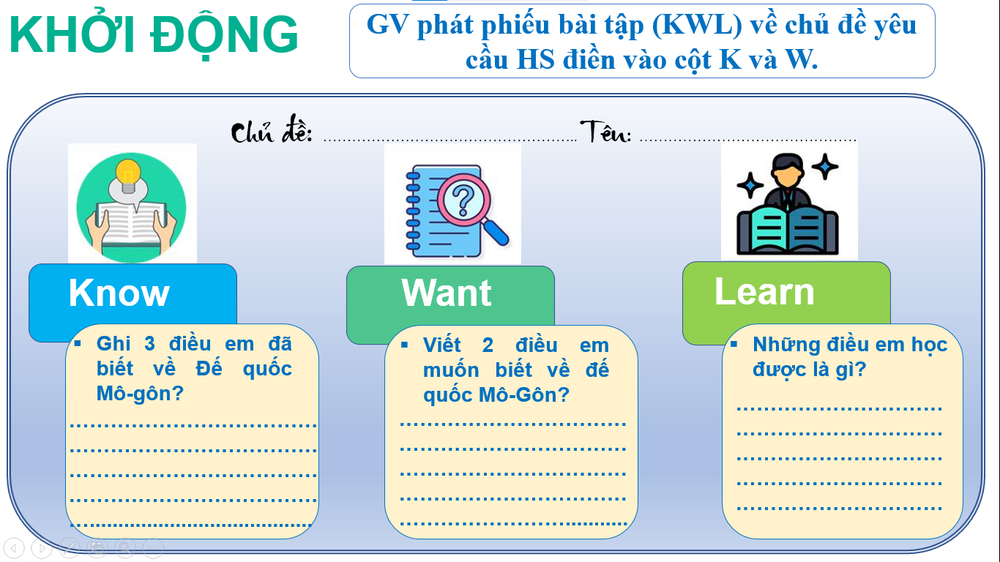 KHỞI ĐỘNG
GV phát phiếu bài tập (KWL) về chủ đề yêu
cầu HS điền vào cột K và W.
Chủ đề: ........................................................ Tên: ................................................
Know
▪ Ghi 3 điều em đã
biết về Đế quốc
Mô-gôn?
......................................
......................................
......................................
......................................
......................................
Want
▪ Viết 2 điều em
muốn biết về đế
quốc Mô-Gôn?
......................................
......................................
......................................
......................................
......................................
Learn
▪ Những điều em học
được là gì?
......................................
......................................
......................................
......................................
......................................